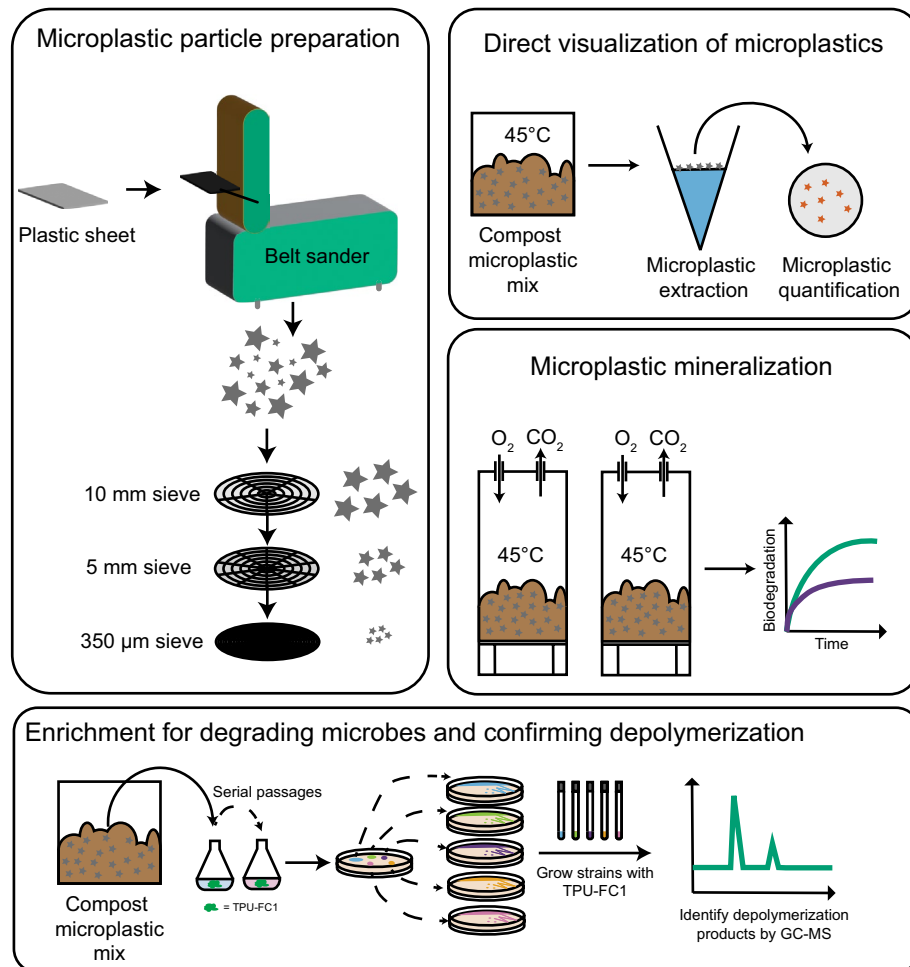 Microplastic particle preparation
Plastic sheet
Belt sander
10 mm sieve
5 mm sieve
350 µm sieve
Direct visualization of microplastics
45°C
Compost
microplastic
mix
Microplastic
extraction
Microplastic
quantification
Microplastic mineralization
O₂ CO₂ O₂ CO₂
45°C 45°C
Biodegradation
Time
Enrichment for degrading microbes and confirming depolymerization
Serial passages
= TPU-FC1
Compost
microplastic
mix
Grow strains with
TPU-FC1
Identify depolymerization
products by GC-MS